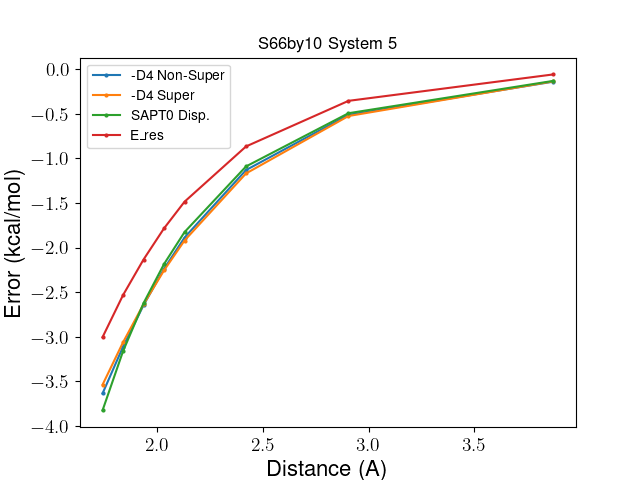 S66by10 System 5
-D4 Non-Super
-D4 Super
SAPT0 Disp.
E_res
0.0
−0.5
−1.0
−1.5
−2.0
−2.5
−3.0
−3.5
−4.0
Error (kcal/mol)
2.0 2.5 3.0 3.5
Distance (A)